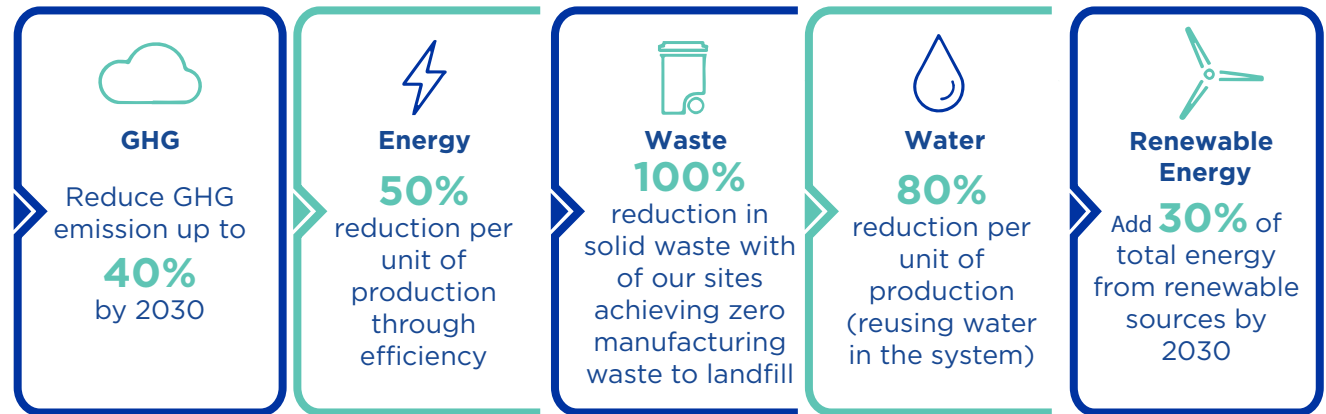 GHG
Reduce GHG
emission up to
40%
by 2030
Energy
50%
reduction per
unit of
production
through
efficiency
Waste
100%
reduction in
solid waste with
of our sites
achieving zero
manufacturing
waste to landfill
Water
80%
reduction per
unit of
production
(reusing water
in the system)
Renewable
Energy
Add 30% of
total energy
from renewable
sources by
2030